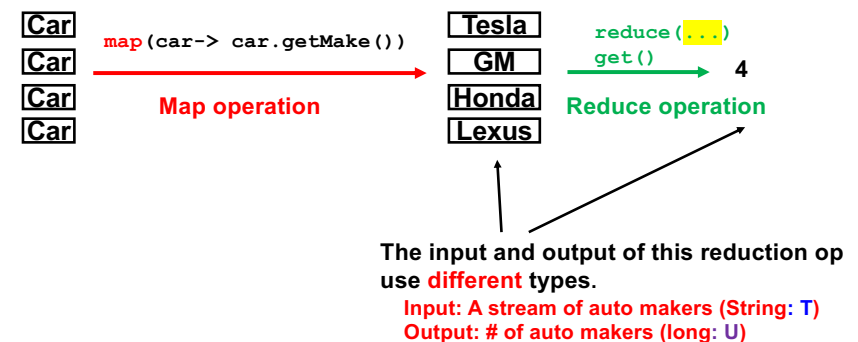 Car
Car
Car
Car
map(car-> car.getMake())
Map operation
Tesla
GM
Honda
Lexus
reduce(...)
get()
4
Reduce operation
The input and output of this reduction op
use different types.
Input: A stream of auto makers (String: T)
Output: # of auto makers (long: U)